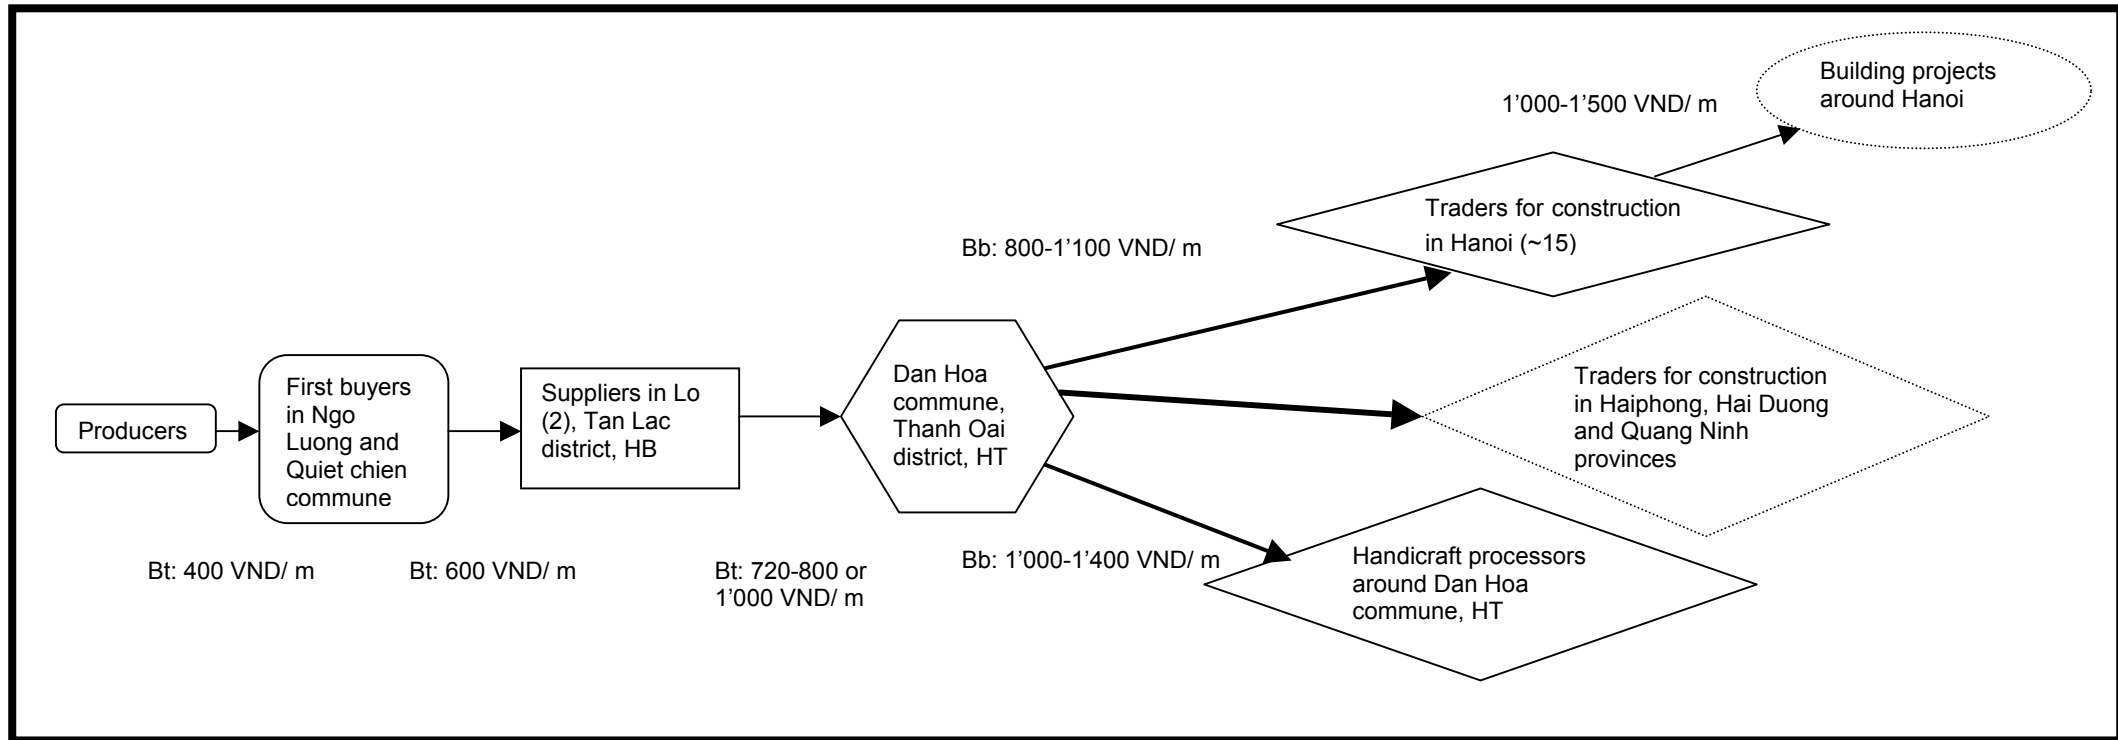 Building projects
around Hanoi
1’000-1’500 VND/ m
Traders for construction
in Hanoi (~15)
Bb: 800-1’100 VND/ m
Producers
First buyers
in Ngo
Luong and
Quiet chien
commune
Suppliers in Lo
(2), Tan Lac
district, HB
Dan Hoa
commune,
Thanh Oai
district, HT
Traders for construction
in Haiphong, Hai Duong
and Quang Ninh
provinces
Bt: 400 VND/ m
Bt: 600 VND/ m
Bt: 720-800 or
1’000 VND/ m
Bb: 1’000-1’400 VND/ m
Handicraft processors
around Dan Hoa
commune, HT